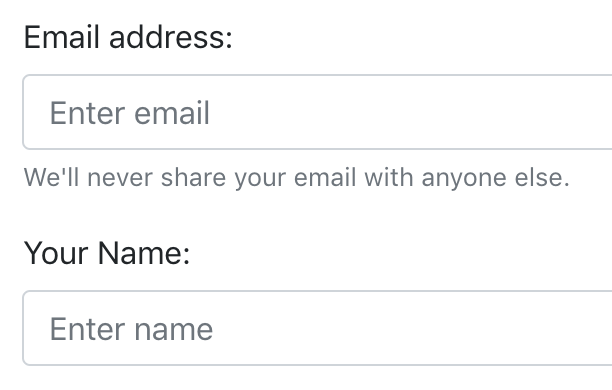 Email address:
Enter email
We'll never share your email with anyone else.
Your Name:
Enter name